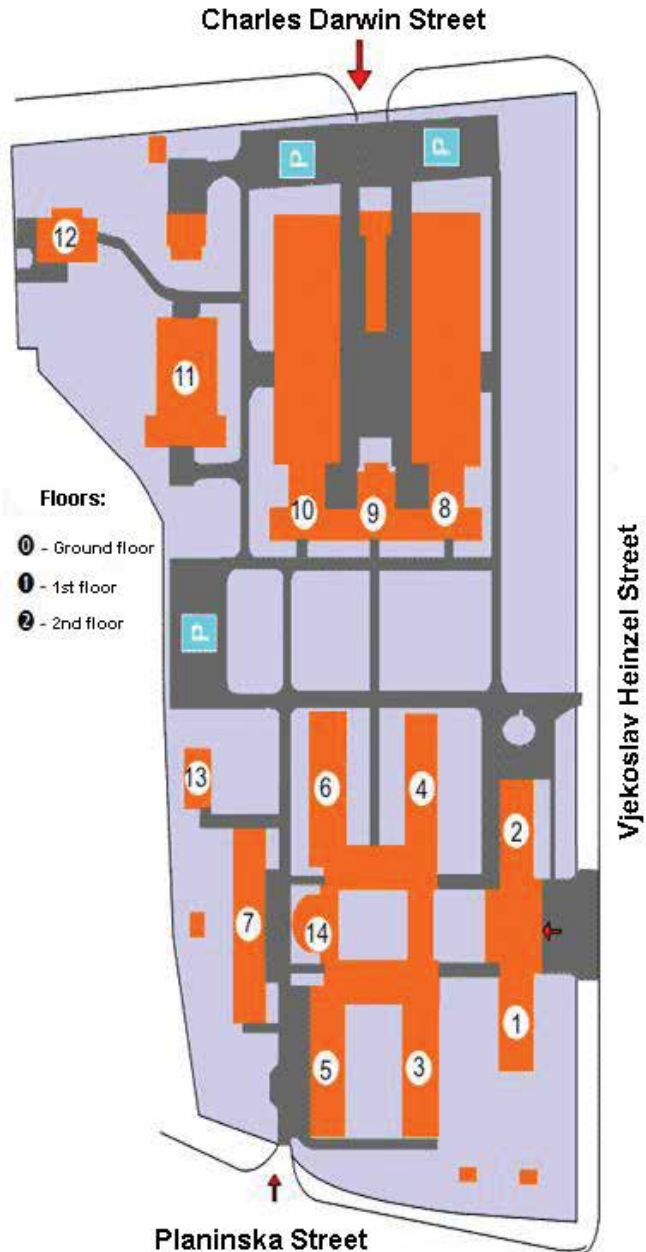 Charles Darwin Street
P
P
12
11
10
9
8
Floors:
0 - Ground floor
1 - 1st floor
2 - 2nd floor
P
Vjekoslav Heinzel Street
13
6
4
2
7
14
1
5
3
Planinska Street